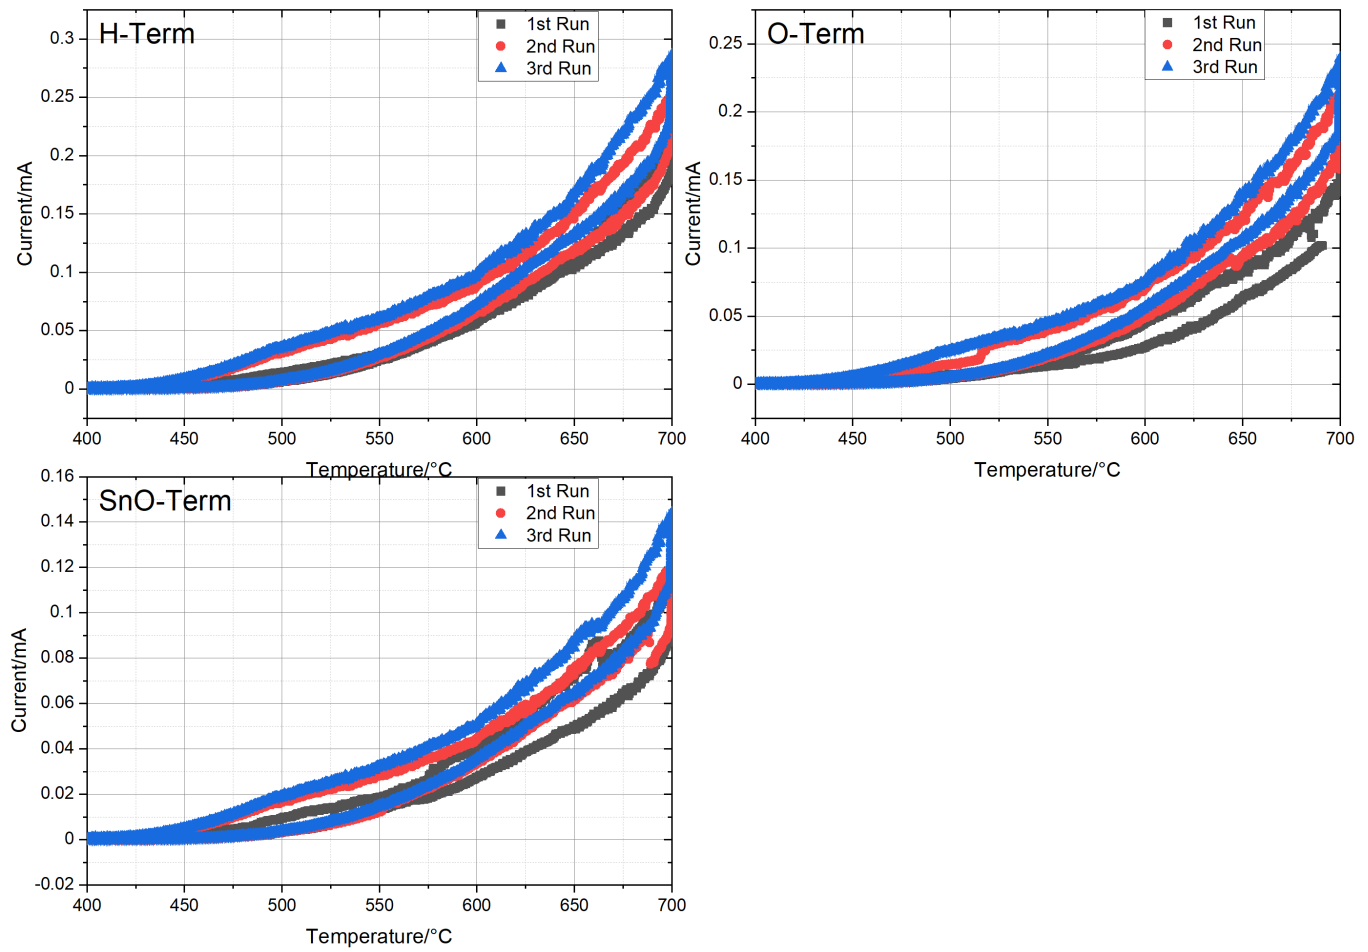 H-Term
1st Run
2nd Run
3rd Run
0.3
0.25
0.2
0.15
0.1
0.05
0
Current/mA
400 450 500 550 600 650 700
Temperature/°C
O-Term
1st Run
2nd Run
3rd Run
0.25
0.2
0.15
0.1
0.05
0
Current/mA
400 450 500 550 600 650 700
Temperature/°C
SnO-Term
1st Run
2nd Run
3rd Run
0.16
0.14
0.12
0.1
0.08
0.06
0.04
0.02
0
-0.02
Current/mA
400 450 500 550 600 650 700
Temperature/°C